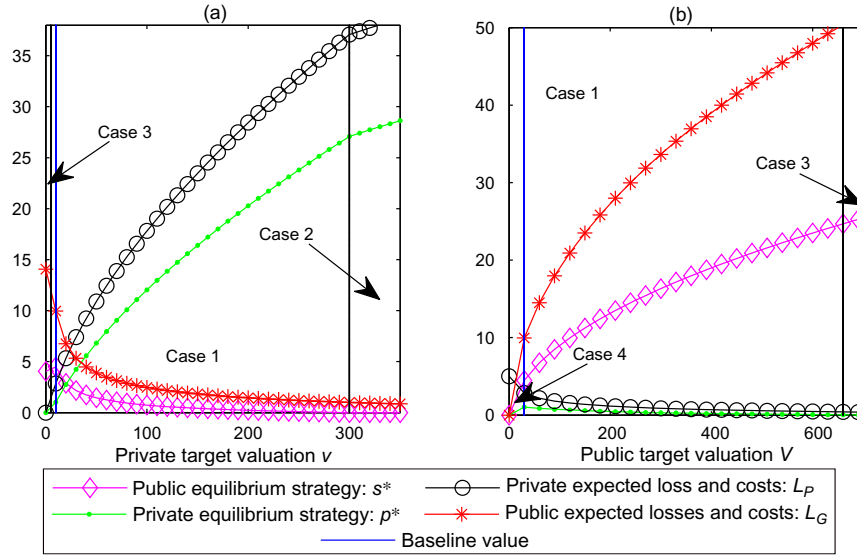 (a)
35
30
25
20
15
10
5
0
0
100
200
300
Private target valuation v
Case 3
Case 2
Case 1
(b)
50
40
30
20
10
0
0
200
400
600
Public target valuation V
Case 1
Case 3
Case 4
Public equilibrium strategy: s*
Private expected loss and costs: L_P
Private equilibrium strategy: p*
Public expected losses and costs: L_G
Baseline value